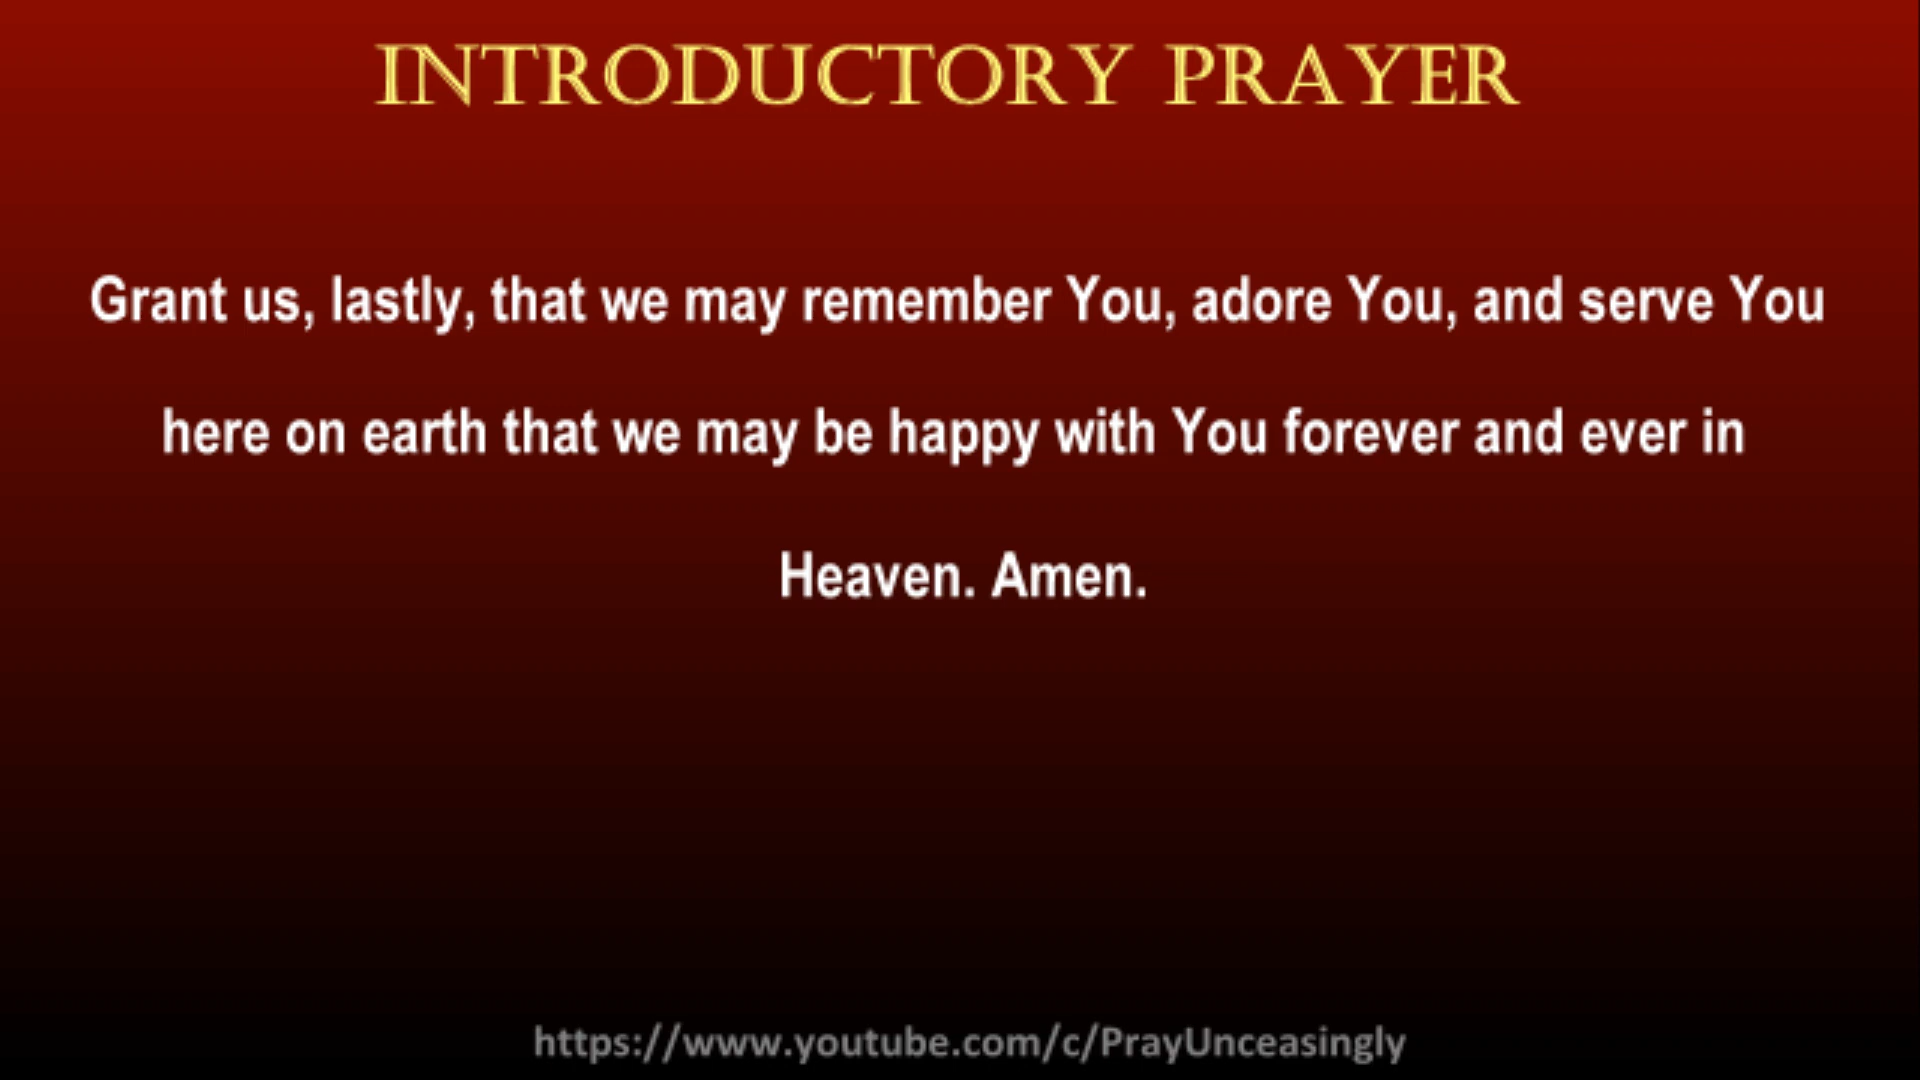 INTRODUCTORY PRAYER
Grant us, lastly, that we may remember You, adore You, and serve You
here on earth that we may be happy with You forever and ever in
Heaven. Amen.
https://www.youtube.com/c/PrayUnceasingly